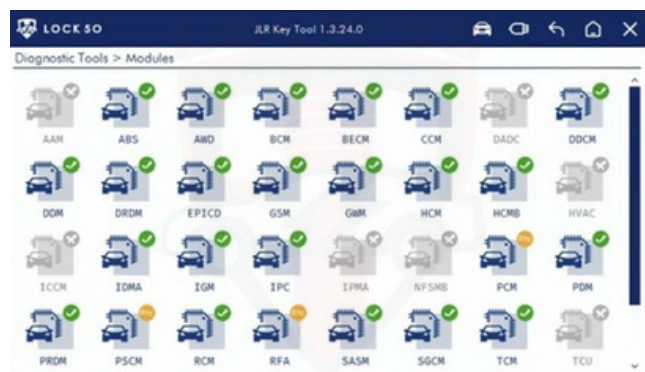 LOCK 50
JLR Key Tool 1.3.24.0
Diagnostic Tools > Modules
AAM ABS AWD BCM BECM CCM DADC DDCM
DDM DRDM EPICD GSM GWM HCM HCMB HVAC
ICCM IDMA IGM IPC IPMA NFSMB PCM PDM
PRDM PSCM RCM RFA SASM SGCM TCM TCU